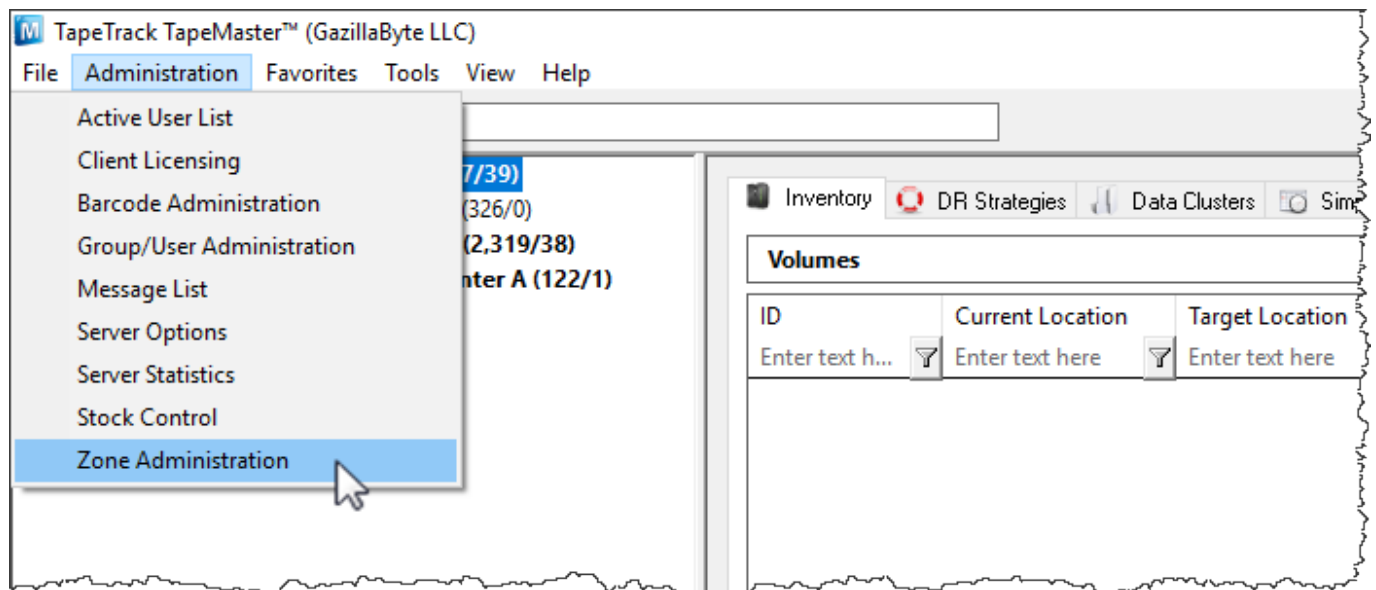 TapeTrack TapeMaster™ (GazillaByte LLC)
File Administration Favorites Tools View Help
Active User List
Client Licensing
Barcode Administration
Group/User Administration
Message List
Server Options
Server Statistics
Stock Control
Zone Administration
7/39)
(326/0)
(2,319/38)
nter A (122/1)
Inventory DR Strategies Data Clusters Sim
Volumes
ID Current Location Target Location
Enter text h... Enter text here Enter text here